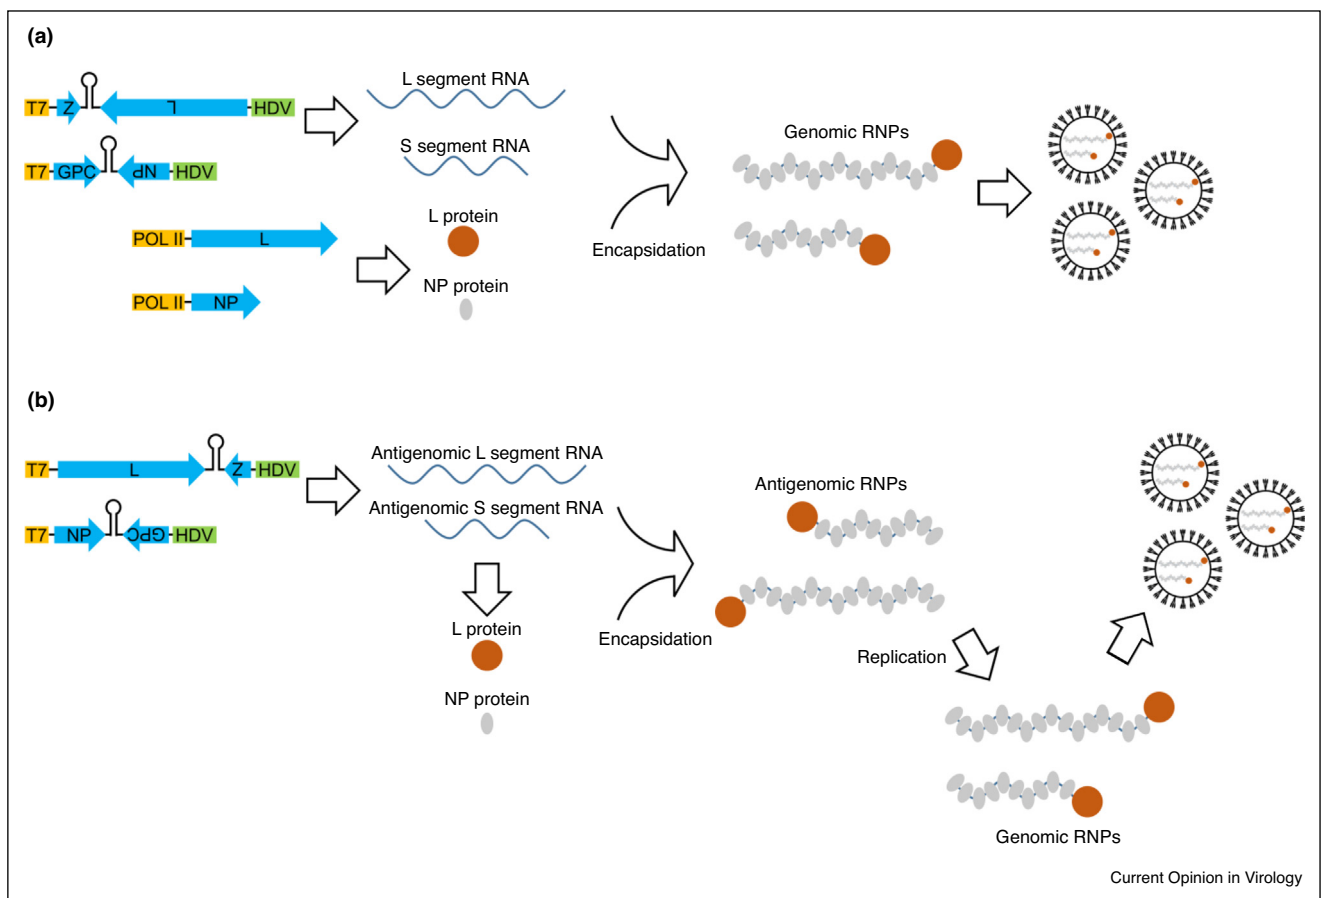 (a)
L segment RNA
T7 Z L HDV
Genomic RNPs
S segment RNA
T7 GPC NP HDV
L protein
POL II L
Encapsidation
NP protein
POL II NP
(b)
Antigenomic L segment RNA
T7 L Z HDV
Antigenomic RNPs
Antigenomic S segment RNA
T7 NP GPC HDV
L protein
Encapsidation
Replication
NP protein
Genomic RNPs
Current Opinion in Virology